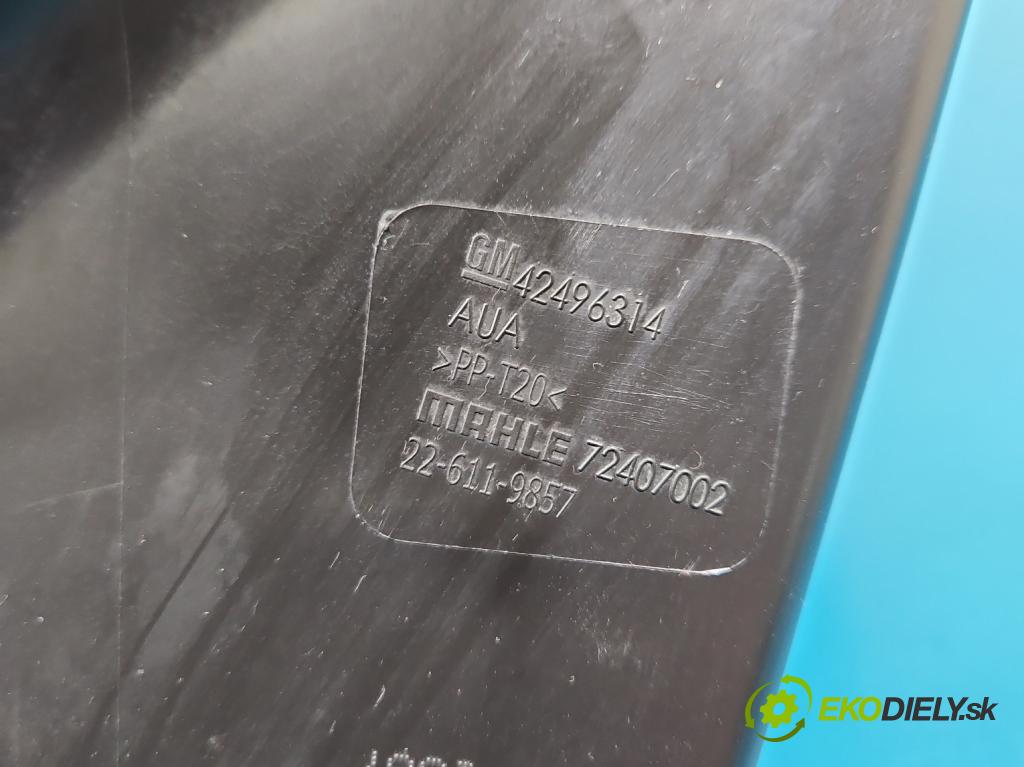 GM 42496314
AUA
>PP-T20<
MAHLE 72407002
22-611-9857
EKODIELY.sk